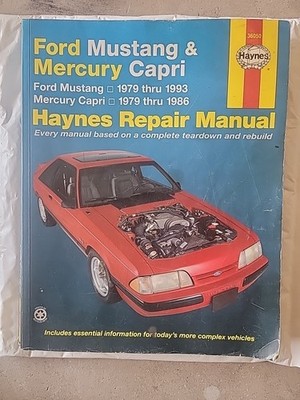 Ford Mustang &
Mercury Capri
Ford Mustang □ 1979 thru 1993
Mercury Capri □ 1979 thru 1986
36050
Haynes
Haynes Repair Manual
Every manual based on a complete teardown and rebuild
Includes essential information for today's more complex vehicles